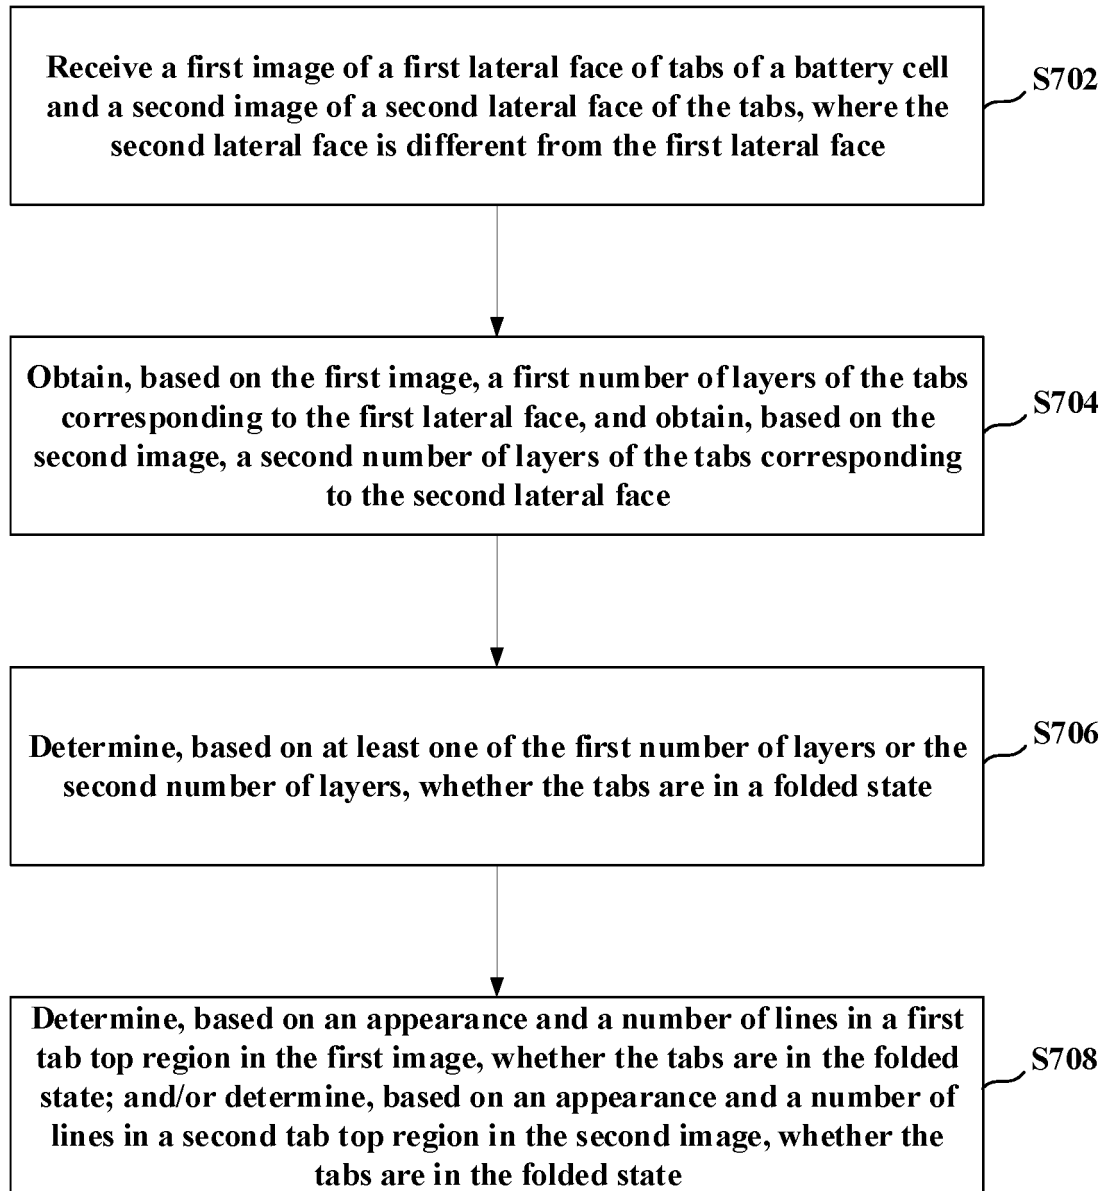 Receive a first image of a first lateral face of tabs of a battery cell
and a second image of a second lateral face of the tabs, where the
second lateral face is different from the first lateral face
S702
Obtain, based on the first image, a first number of layers of the tabs
corresponding to the first lateral face, and obtain, based on the
second image, a second number of layers of the tabs corresponding
to the second lateral face
S704
Determine, based on at least one of the first number of layers or the
second number of layers, whether the tabs are in a folded state
S706
Determine, based on an appearance and a number of lines in a first
tab top region in the first image, whether the tabs are in the folded
state; and/or determine, based on an appearance and a number of
lines in a second tab top region in the second image, whether the
tabs are in the folded state
S708